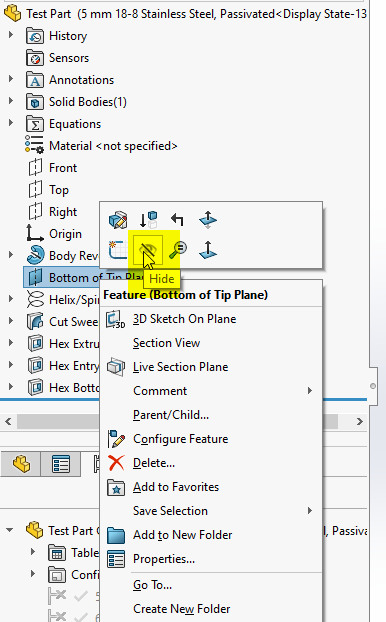 Test Part (5 mm 18-8 Stainless Steel, Passivated<Display State-13
History
Sensors
Annotations
Solid Bodies(1)
Equations
Material <not specified>
Front
Top
Right
Origin
Body Rev
Bottom of Tip Plane
Hide
Helix/Spir
Cut Swee
Hex Extru
Hex Entry
Hex Botto
Feature (Bottom of Tip Plane)
3D Sketch On Plane
Section View
Live Section Plane
Comment
Parent/Child...
Configure Feature
Delete...
Add to Favorites
Save Selection
Add to New Folder
Properties...
Go To...
Create New Folder
Test Part C
l, Passivat
Table
Confi
5
6